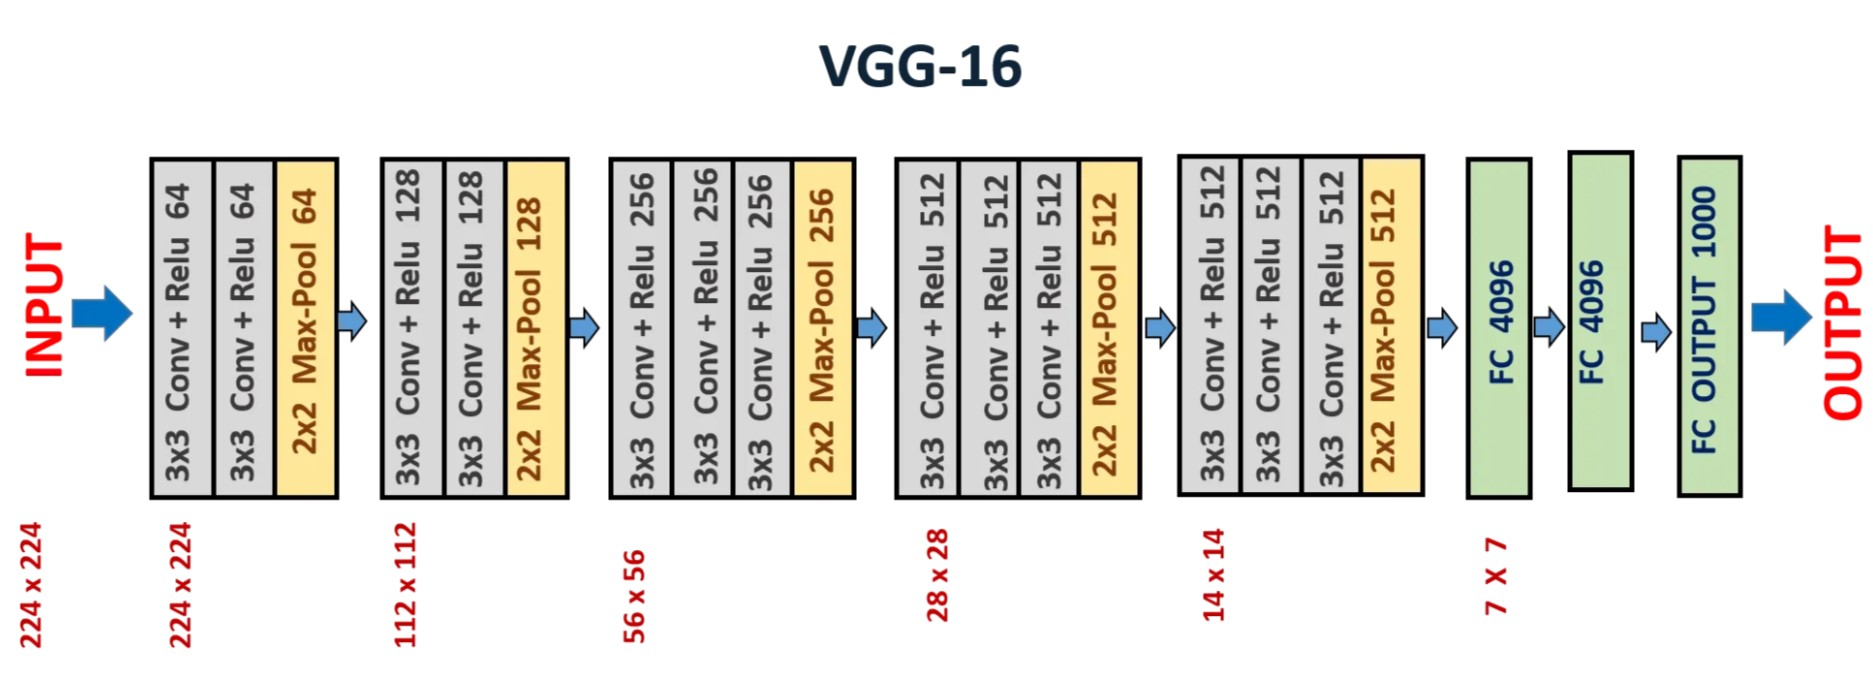 VGG-16
INPUT
3x3 Conv + Relu 64
3x3 Conv + Relu 64
2x2 Max-Pool 64
3x3 Conv + Relu 128
3x3 Conv + Relu 128
2x2 Max-Pool 128
3x3 Conv + Relu 256
3x3 Conv + Relu 256
3x3 Conv + Relu 256
2x2 Max-Pool 256
3x3 Conv + Relu 512
3x3 Conv + Relu 512
3x3 Conv + Relu 512
2x2 Max-Pool 512
3x3 Conv + Relu 512
3x3 Conv + Relu 512
3x3 Conv + Relu 512
2x2 Max-Pool 512
FC 4096
FC 4096
FC OUTPUT 1000
OUTPUT
224 x 224
224 x 224
112 x 112
56 x 56
28 x 28
14 x 14
7 X 7